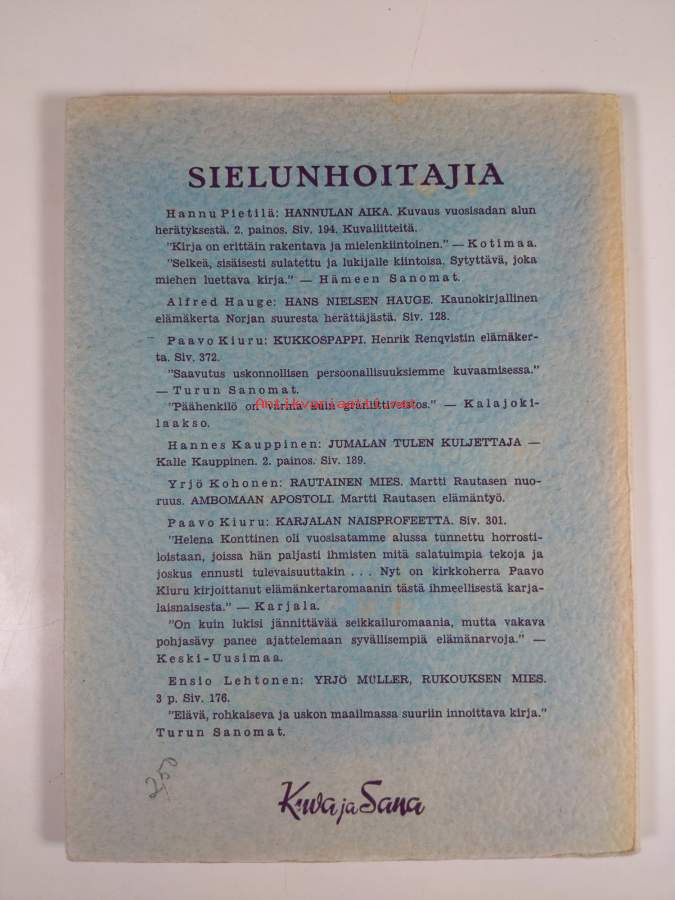 SIELUNHOITAJIA
Hannu Pietilä: HANNULAN AIKA. Kuvaus vuosisadan alun
herätyksestä. 2. painos. Siv. 194. Kuvaliitteitä.
"Kirja on erittäin rakentava ja mielenkiintoinen." — Kotimaa.
"Selkeä, sisäisesti sulatettu ja lukijalle kiintoisa. Sytyttävä, joka
miehen luettava kirja." — Hämeen Sanomat.
Alfred Hauge: HANS NIELSEN HAUGE. Kaunokirjallinen
elämäkerta Norjan suuresta herättäjästä. Siv. 128.
Paavo Kiuru: KUKKOSPAPPI. Henrik Renqvistin elämäker-
ta. Siv. 372.
"Saavutus uskonnollisen persoonallisuuksiemme kuvaamisessa."
— Turun Sanomat.
"Päähenkilö on varma kuin graniittiveistos." — Kalajoki-
laakso.
Antikvariaatti.net
Hannes Kauppinen: JUMALAN TULEN KULJETTAJA —
Kalle Kauppinen. 2. painos. Siv. 189.
Yrjö Kohonen: RAUTAINEN MIES. Martti Rautasen nuo-
ruus. AMBOMAAN APOSTOLI. Martti Rautasen elämäntyö.
Paavo Kiuru: KARJALAN NAISPROFEETTA. Siv. 301.
"Helena Konttinen oli vuosisatamme alussa tunnettu horrosti-
loistaan, joissa hän paljasti ihmisten mitä salatuimpia tekoja ja
joskus ennusti tulevaisuuttakin . . . Nyt on kirkkoherra Paavo
Kiuru kirjoittanut elämänkertaromaanin tästä ihmeellisestä karja-
laisnaisesta." — Karjala.
"On kuin lukisi jännittävää seikkailuromaania, mutta vakava
pohjasävy panee ajattelemaan syvällisempiä elämänarvoja." —
Keski-Uusimaa.
Ensio Lehtonen: YRJÖ MÜLLER, RUKOUKSEN MIES.
3 p. Siv. 176.
"Elävä, rohkaiseva ja uskon maailmassa suuriin innoittava kirja."
Turun Sanomat.
250
Kuva ja Sana